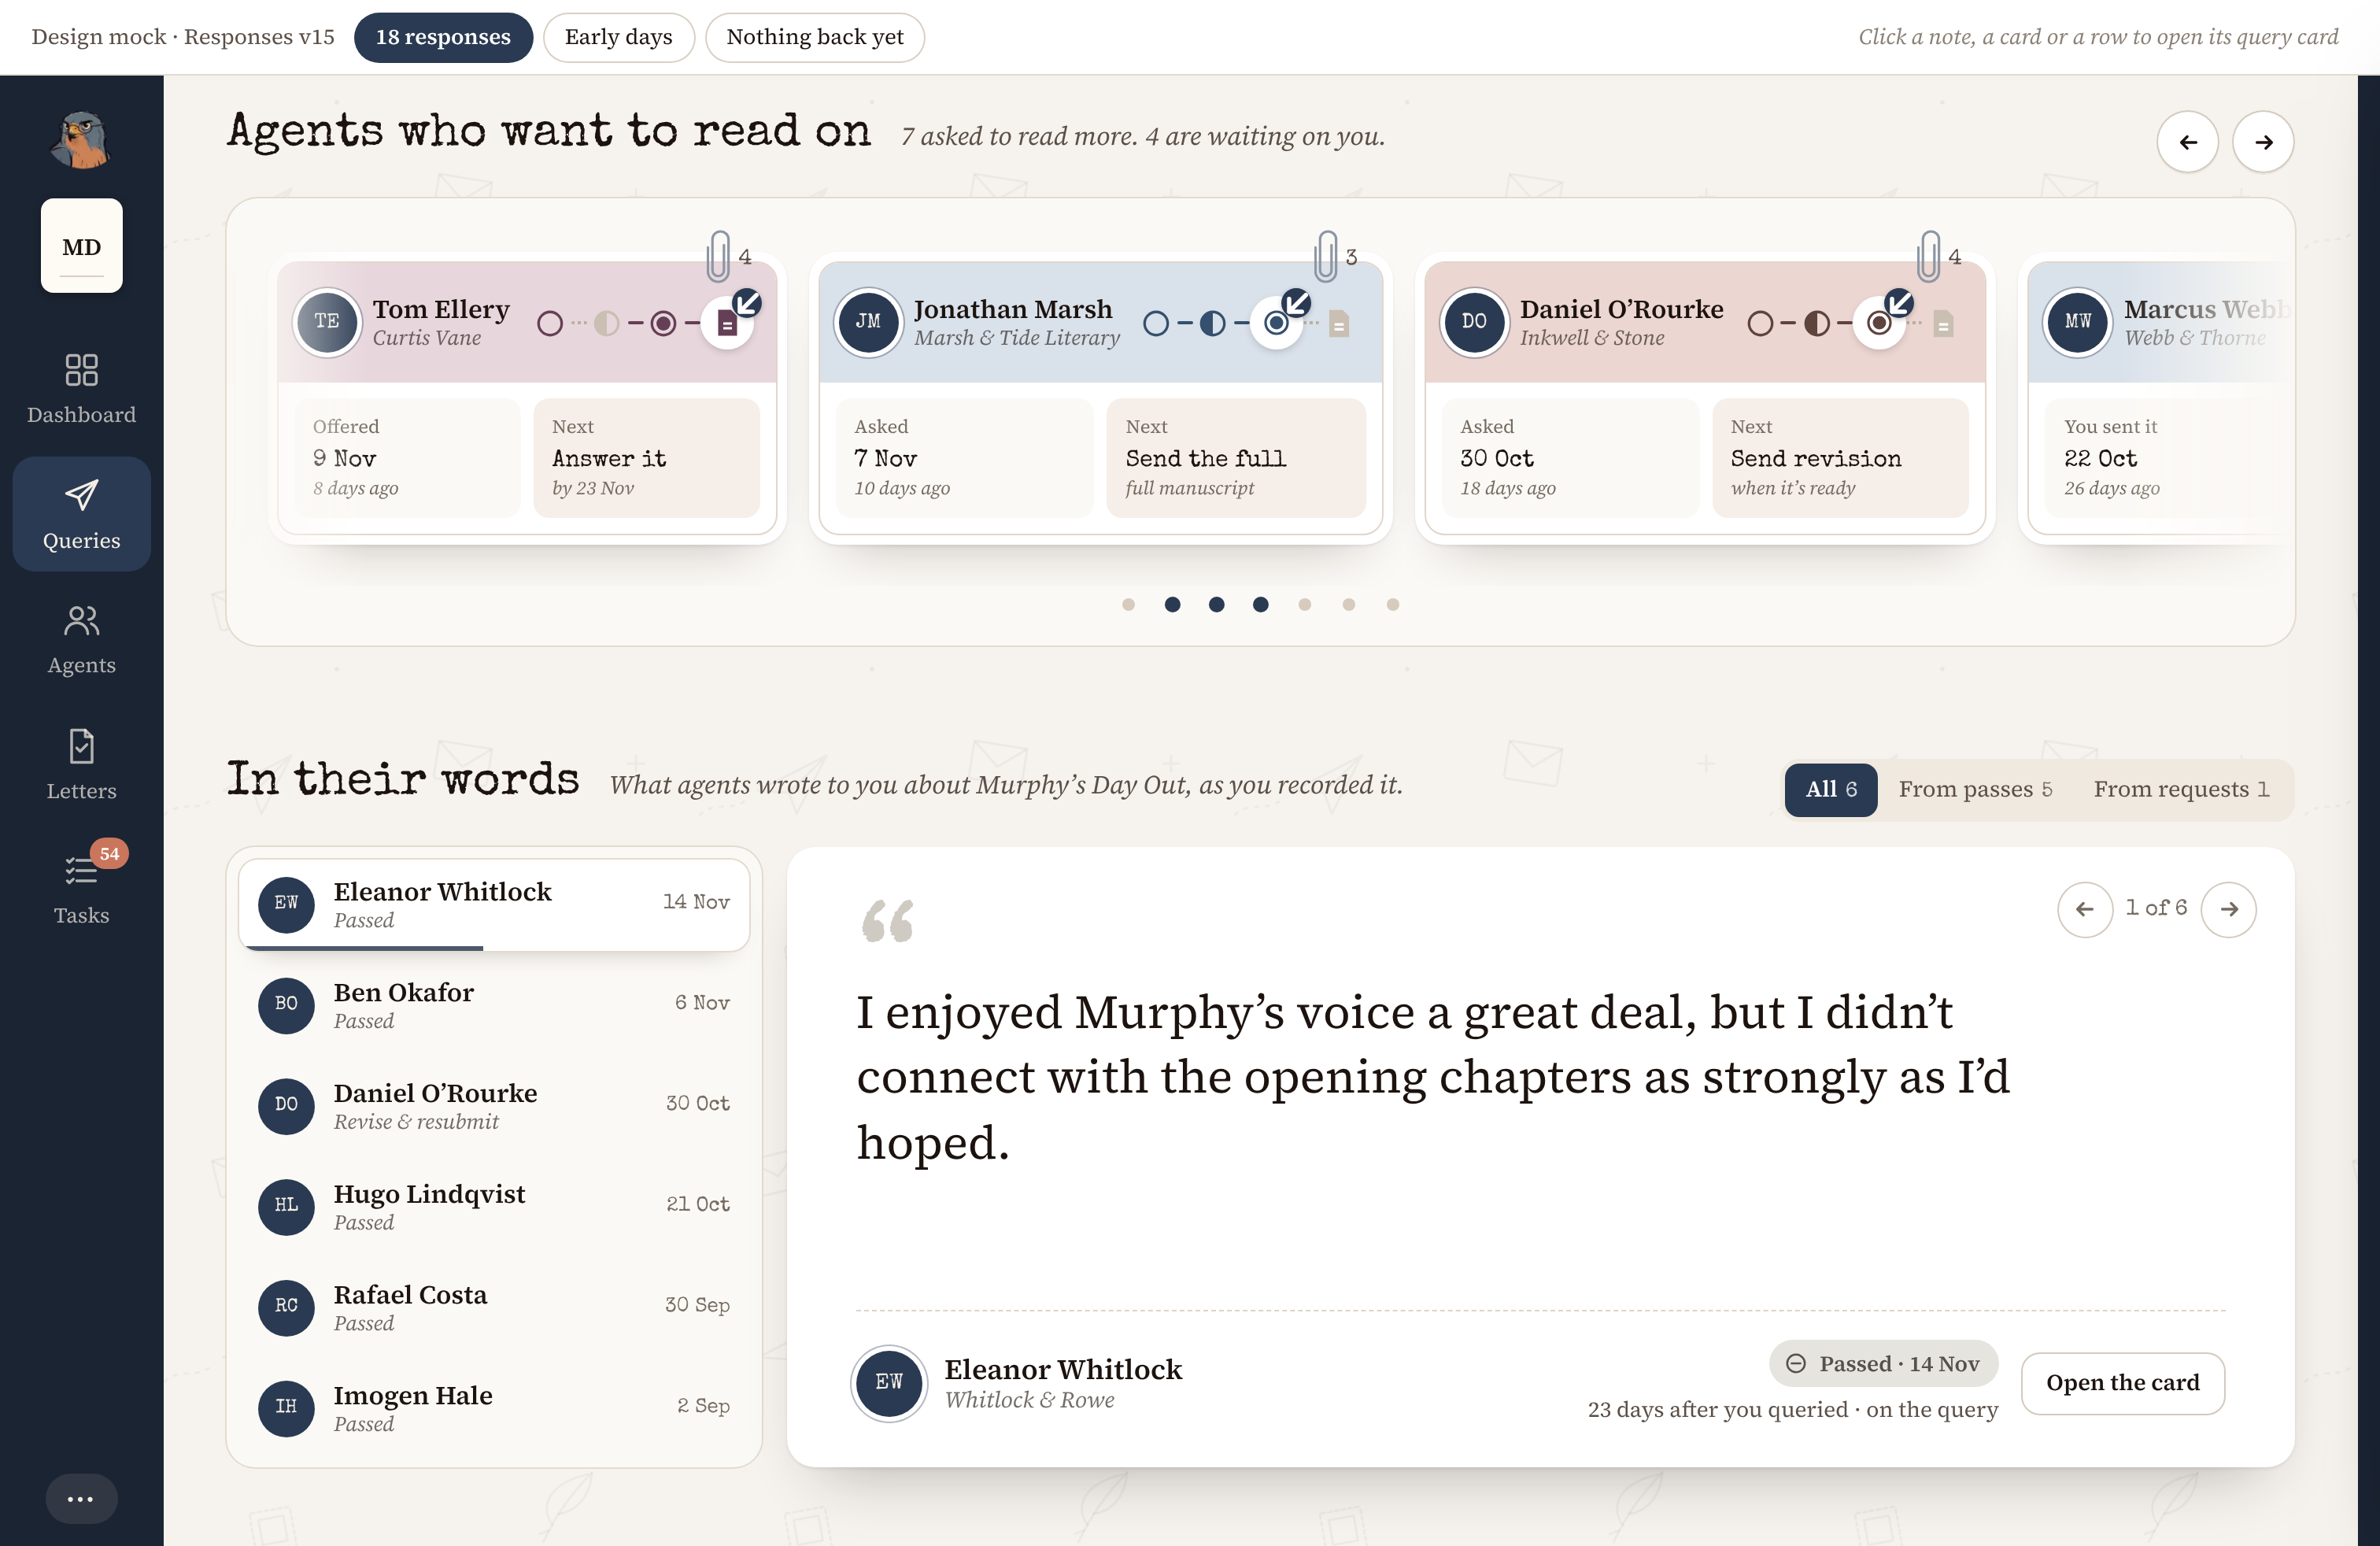 Design mock · Responses v15
18 responses
Early days
Nothing back yet
Click a note, a card or a row to open its query card
MD
Dashboard
Queries
Agents
Letters
54
Tasks
Agents who want to read on
7 asked to read more. 4 are waiting on you.
4
TE
Tom Ellery
Curtis Vane
Offered
9 Nov
8 days ago
Next
Answer it
by 23 Nov
3
JM
Jonathan Marsh
Marsh & Tide Literary
Asked
7 Nov
10 days ago
Next
Send the full
full manuscript
4
DO
Daniel O’Rourke
Inkwell & Stone
Asked
30 Oct
18 days ago
Next
Send revision
when it’s ready
MW
Marcus Webb
Webb & Thorne
You sent it
22 Oct
26 days ago
In their words
What agents wrote to you about Murphy’s Day Out, as you recorded it.
All 6
From passes 5
From requests 1
EW
Eleanor Whitlock
Passed
14 Nov
BO
Ben Okafor
Passed
6 Nov
DO
Daniel O’Rourke
Revise & resubmit
30 Oct
HL
Hugo Lindqvist
Passed
21 Oct
RC
Rafael Costa
Passed
30 Sep
IH
Imogen Hale
Passed
2 Sep
“
1 of 6
I enjoyed Murphy’s voice a great deal, but I didn’t
connect with the opening chapters as strongly as I’d
hoped.
EW
Eleanor Whitlock
Whitlock & Rowe
Passed · 14 Nov
23 days after you queried · on the query
Open the card